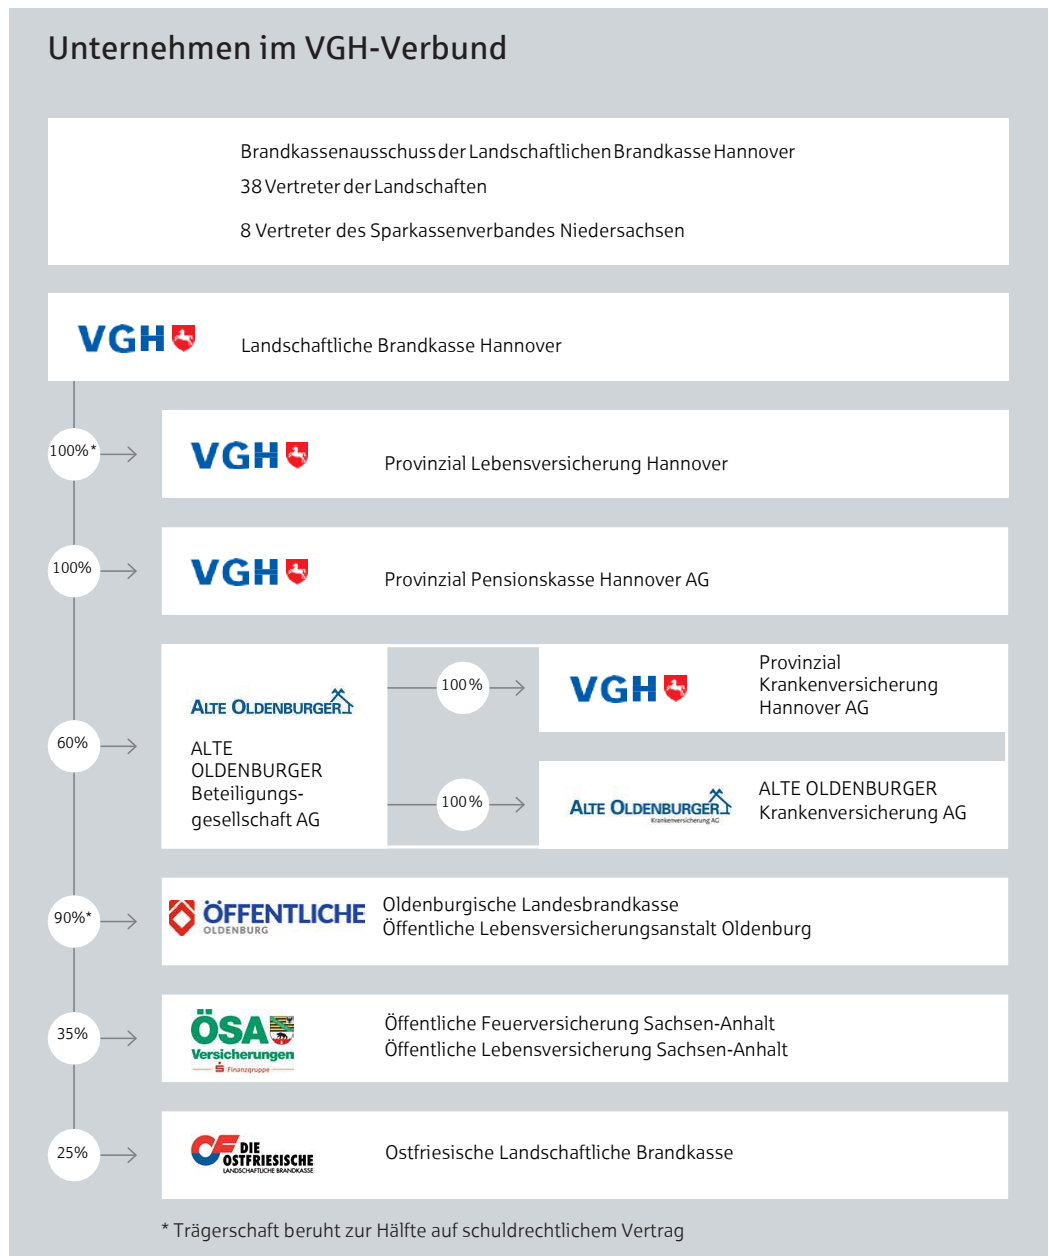 Unternehmen im VGH-Verbund
Brandkassenausschuss der Landschaftlichen Brandkasse Hannover
38 Vertreter der Landschaften
8 Vertreter des Sparkassenverbandes Niedersachsen
VGH
Landschaftliche Brandkasse Hannover
100%*
VGH
Provinzial Lebensversicherung Hannover
100%
VGH
Provinzial Pensionskasse Hannover AG
60%
ALTE OLDENBURGER
ALTE
OLDENBURGER
Beteiligungs-
gesellschaft AG
100%
VGH
Provinzial
Krankenversicherung
Hannover AG
100%
ALTE OLDENBURGER
Krankenversicherung AG
ALTE OLDENBURGER
Krankenversicherung AG
90%*
ÖFFENTLICHE
OLDENBURG
Oldenburgische Landesbrandkasse
Öffentliche Lebensversicherungsanstalt Oldenburg
35%
ÖSA
Versicherungen
Finanzgruppe
Öffentliche Feuerversicherung Sachsen-Anhalt
Öffentliche Lebensversicherung Sachsen-Anhalt
25%
DIE
OSTFRIESISCHE
LANDSCHAFTLICHE BRANDKASSE
Ostfriesische Landschaftliche Brandkasse
* Trägerschaft beruht zur Hälfte auf schuldrechtlichem Vertrag